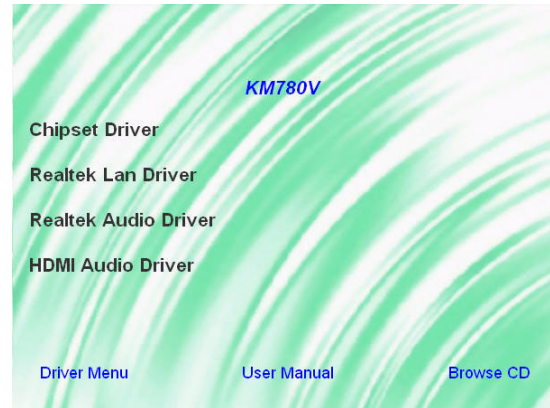 KM780V
Chipset Driver
Realtek Lan Driver
Realtek Audio Driver
HDMI Audio Driver
Driver Menu
User Manual
Browse CD